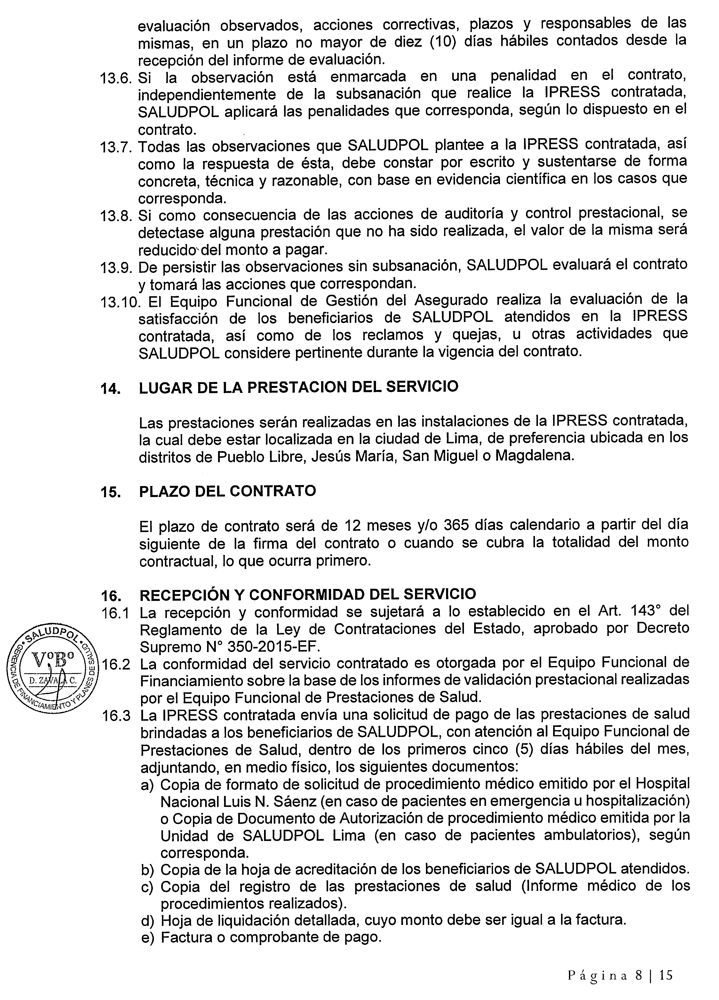 evaluación observados, acciones correctivas, plazos y responsables de las
mismas, en un plazo no mayor de diez (10) días hábiles contados desde la
recepción del informe de evaluación.
13.6. Si la observación está enmarcada en una penalidad en el contrato,
independientemente de la subsanación que realice la IPRESS contratada,
SALUDPOL aplicará las penalidades que corresponda, según lo dispuesto en el
contrato.
13.7. Todas las observaciones que SALUDPOL plantee a la IPRESS contratada, así
como la respuesta de ésta, debe constar por escrito y sustentarse de forma
concreta, técnica y razonable, con base en evidencia científica en los casos que
corresponda.
13.8. Si como consecuencia de las acciones de auditoría y control prestacional, se
detectase alguna prestación que no ha sido realizada, el valor de la misma será
reducido del monto a pagar.
13.9. De persistir las observaciones sin subsanación, SALUDPOL evaluará el contrato
y tomará las acciones que correspondan.
13.10. El Equipo Funcional de Gestión del Asegurado realiza la evaluación de la
satisfacción de los beneficiarios de SALUDPOL atendidos en la IPRESS
contratada, así como de los reclamos y quejas, u otras actividades que
SALUDPOL considere pertinente durante la vigencia del contrato.
14. LUGAR DE LA PRESTACION DEL SERVICIO
Las prestaciones serán realizadas en las instalaciones de la IPRESS contratada,
la cual debe estar localizada en la ciudad de Lima, de preferencia ubicada en los
distritos de Pueblo Libre, Jesús María, San Miguel o Magdalena.
15. PLAZO DEL CONTRATO
El plazo de contrato será de 12 meses y/o 365 días calendario a partir del día
siguiente de la firma del contrato o cuando se cubra la totalidad del monto
contractual, lo que ocurra primero.
16. RECEPCIÓN Y CONFORMIDAD DEL SERVICIO
16.1 La recepción y conformidad se sujetará a lo establecido en el Art. 143° del
Reglamento de la Ley de Contrataciones del Estado, aprobado por Decreto
Supremo N° 350-2015-EF.
16.2 La conformidad del servicio contratado es otorgada por el Equipo Funcional de
Financiamiento sobre la base de los informes de validación prestacional realizadas
por el Equipo Funcional de Prestaciones de Salud.
16.3 La IPRESS contratada envía una solicitud de pago de las prestaciones de salud
brindadas a los beneficiarios de SALUDPOL, con atención al Equipo Funcional de
Prestaciones de Salud, dentro de los primeros cinco (5) días hábiles del mes,
adjuntando, en medio físico, los siguientes documentos:
a) Copia de formato de solicitud de procedimiento médico emitido por el Hospital
Nacional Luis N. Sáenz (en caso de pacientes en emergencia u hospitalización)
o Copia de Documento de Autorización de procedimiento médico emitida por la
Unidad de SALUDPOL Lima (en caso de pacientes ambulatorios), según
corresponda.
b) Copia de la hoja de acreditación de los beneficiarios de SALUDPOL atendidos.
c) Copia del registro de las prestaciones de salud (Informe médico de los
procedimientos realizados).
d) Hoja de liquidación detallada, cuyo monto debe ser igual a la factura.
e) Factura o comprobante de pago.
SALUDPOL
GERENCIA DE FINANCIAMIENTO Y PLANES DE SALUD
V°B°
D. ZAVALA C.
Página 8 | 15